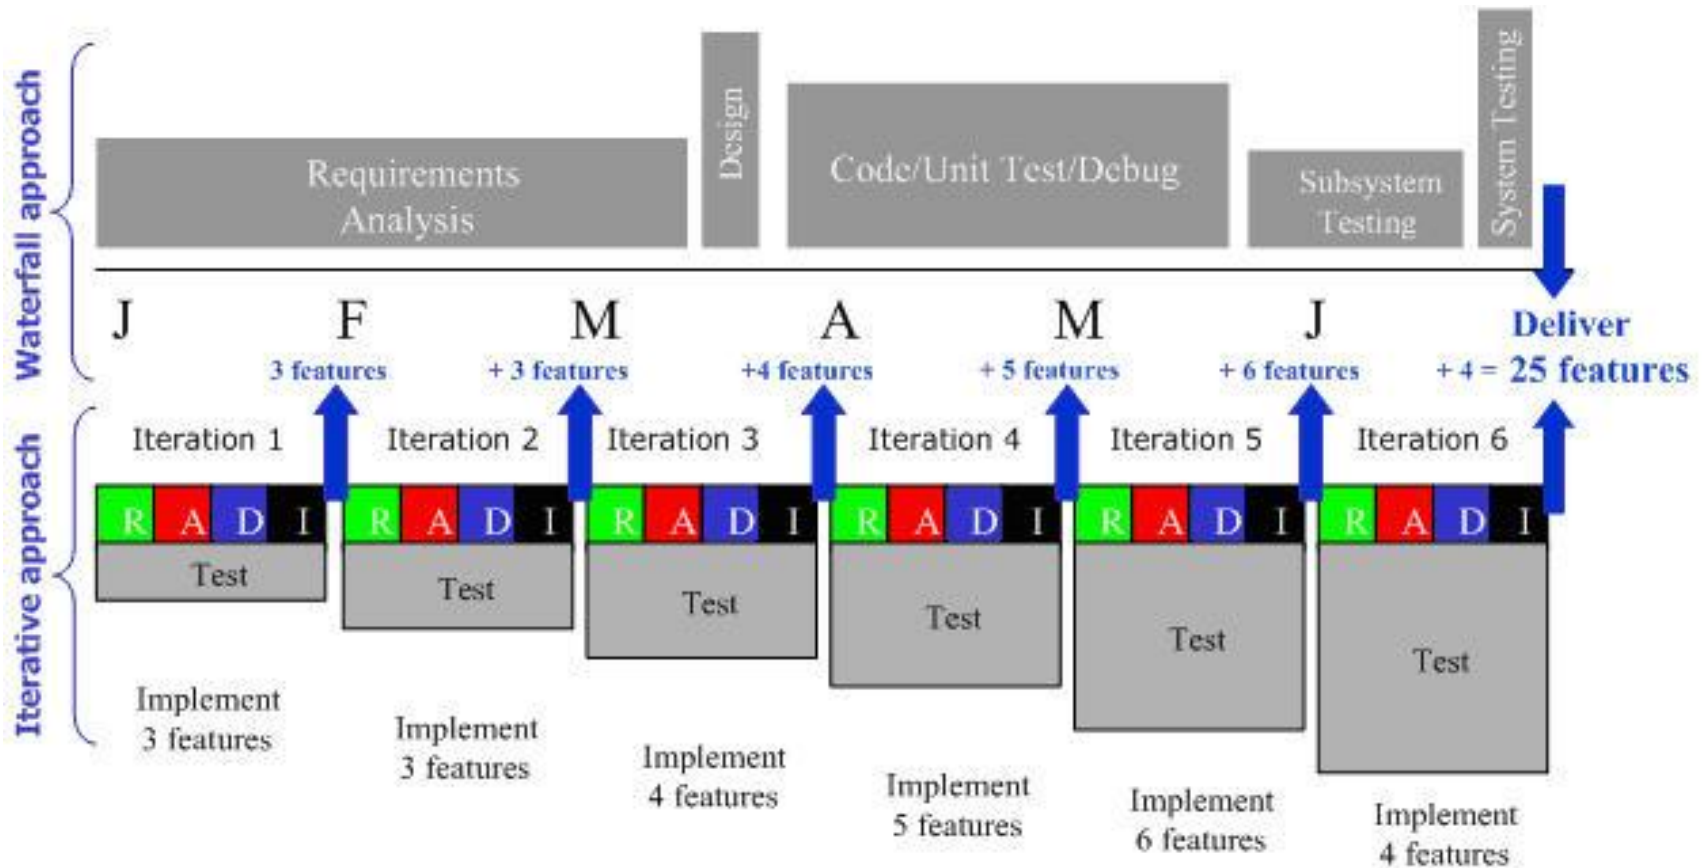 Waterfall approach
Requirements
Analysis
Design
Code/Unit Test/Debug
Subsystem
Testing
System Testing
J F M A M J
Deliver
3 features + 3 features +4 features + 5 features + 6 features + 4 = 25 features
Iterative approach
Iteration 1 Iteration 2 Iteration 3 Iteration 4 Iteration 5 Iteration 6
R A D I R A D I R A D I R A D I R A D I R A D I
Test Test Test Test Test Test
Implement
3 features
Implement
3 features
Implement
4 features
Implement
5 features
Implement
6 features
Implement
4 features